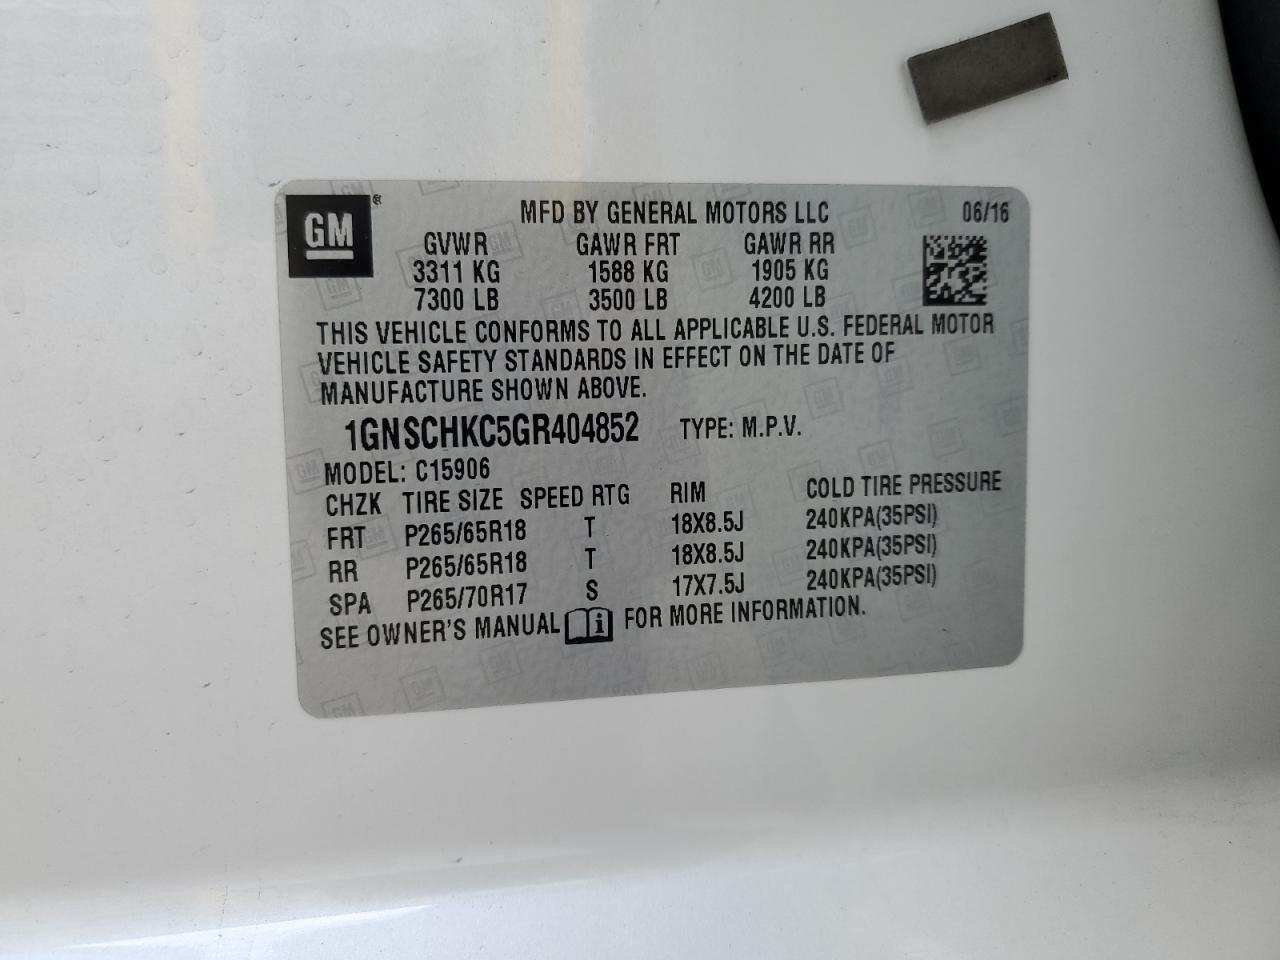 GM ® MFD BY GENERAL MOTORS LLC 06/16
GVWR GAWR FRT GAWR RR
3311 KG 1588 KG 1905 KG
7300 LB 3500 LB 4200 LB
THIS VEHICLE CONFORMS TO ALL APPLICABLE U.S. FEDERAL MOTOR
VEHICLE SAFETY STANDARDS IN EFFECT ON THE DATE OF
MANUFACTURE SHOWN ABOVE.
1GNSCHKC5GR404852 TYPE: M.P.V.
MODEL: C15906
CHZK TIRE SIZE SPEED RTG RIM COLD TIRE PRESSURE
FRT P265/65R18 T 18X8.5J 240KPA(35PSI)
RR P265/65R18 T 18X8.5J 240KPA(35PSI)
SPA P265/70R17 S 17X7.5J 240KPA(35PSI)
SEE OWNER'S MANUAL i FOR MORE INFORMATION.